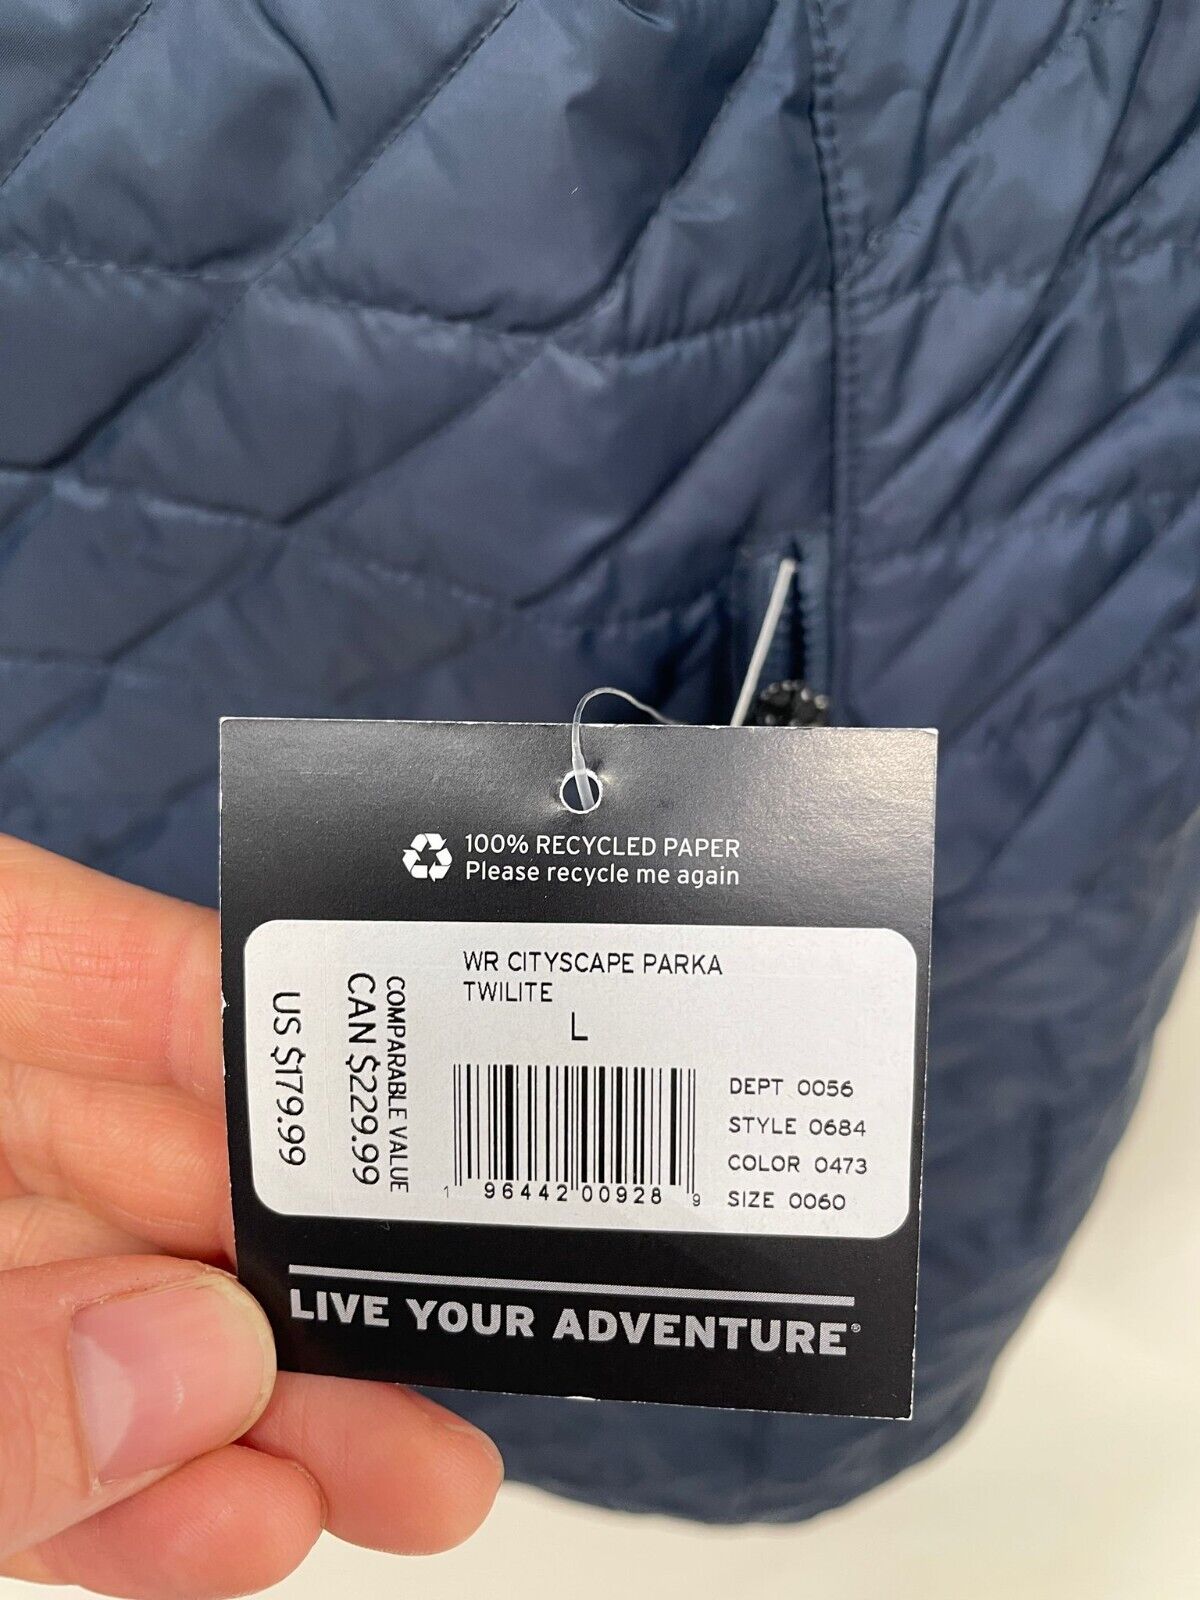 100% RECYCLED PAPER
Please recycle me again
WR CITYSCAPE PARKA
TWILITE
L
COMPARABLE VALUE
CAN $229.99
US $179.99
DEPT 0056
STYLE 0684
COLOR 0473
SIZE 0060
1 96442 00928 9
LIVE YOUR ADVENTURE®